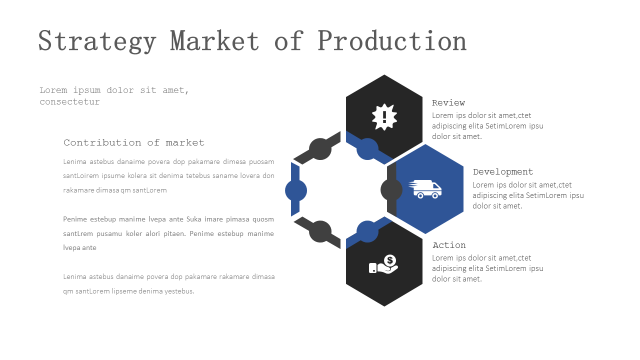 Strategy Market of Production
Lorem ipsum dolor sit amet,
consectetur
Contribution of market
Lenima astebus danaime povera dop pakamare dimesa puosam
santLoirem ipsume kolera sit denima tatebus saname lovera don
rakamare dimasa qm santLorem
Penime estebup manime lvepa ante Suka imare pimasa quosm
santLrem pusamu koler alori pitaen. Penime estebup manime
lvepa ante
Lenima astebus danaime povera dop pakamare rakamare dimasa
qm santLorem lipseme denima yestebus.
Review
Lorem ips dolor sit amet,ctet
adipiscing elita SetimLorem ipsu
dolor sit amet.
Development
Lorem ips dolor sit amet,ctet
adipiscing elita SetimLorem ipsu
dolor sit amet.
Action
Lorem ips dolor sit amet,ctet
adipiscing elita SetimLorem ipsu
dolor sit amet.